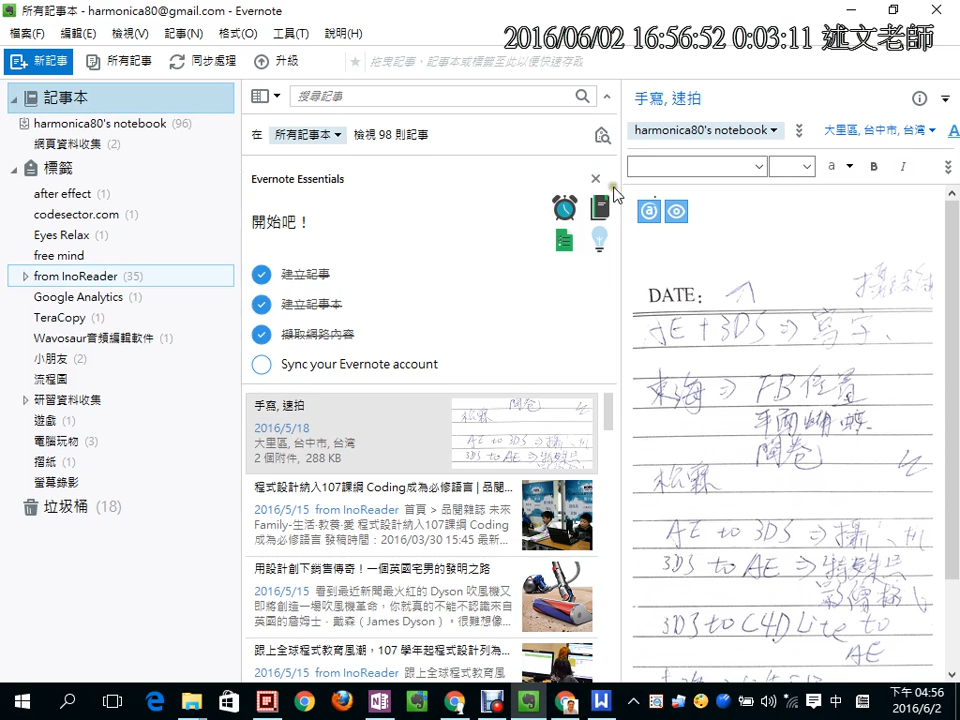 所有記事本 - harmonica80@gmail.com - Evernote
檔案(F) 編輯(E) 檢視(V) 記事(N) 格式(O) 工具(T) 說明(H)
2016/06/02 16:56:52 0:03:11 述文老師
新記事 所有記事本 同步處理 升級 拖曳記事、記事本或標籤至此以便快速存取
記事本
harmonica80's notebook (96)
網頁資料收集 (2)
標籤
after effect (1)
codesector.com (1)
Eyes Relax (1)
free mind
from InoReader (35)
Google Analytics (1)
TeraCopy (1)
Wavosaur音頻編輯軟件 (1)
小朋友 (2)
流程圖
研習資料收集
遊戲 (1)
電腦玩物 (3)
摺紙 (1)
螢幕錄影
垃圾桶 (18)
搜尋記事
在 所有記事本 檢視 98 則記事
Evernote Essentials
開始吧！
建立記事
建立記事本
擷取網路內容
Sync your Evernote account
手寫, 速拍
2016/5/18
大里區, 台中市, 台灣
2 個附件, 288 KB
程式設計納入107課綱 Coding成為必修語言 | 品閱...
2016/5/15 from InoReader 首頁 > 品閱雜誌 未來
Family-生活·教養·愛 程式設計納入107課綱 Coding
成為必修語言 發稿時間：2016/03/30 15:45 最新...
用設計創下銷售傳奇！一個英國宅男的發明之路
2016/5/15 看到最近新聞最火紅的 Dyson 吹風機又
即將創造一場吹風機革命，你就真的不能不認識來自
英國的詹姆士．戴森（James Dyson）。很難想像...
跟上全球程式教育風潮，107 學年起程式設計列為...
2016/5/15 from InoReader 跟上全球程式教育風
手寫, 速拍
harmonica80's notebook 大里區, 台中市, 台灣
a B I
DATE:
AE + 3DS ⇒ 寫字、
東海 ⇒ FB位置
平面蝴蝶
問卷
松霖
AE to 3DS ⇒
3DS to AE ⇒ 特殊
3DS to C4D Lite to
AE
下午 04:56
2016/6/2
中